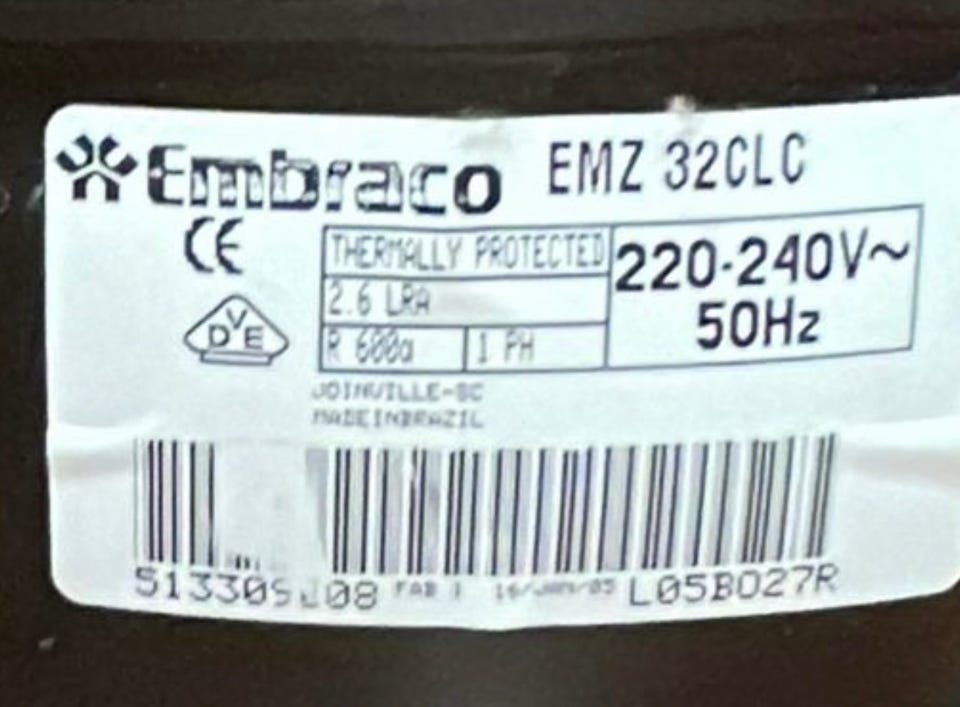 Embraco EMZ 32CLC
CE
THERMALLY PROTECTED
220-240V~
50Hz
2.6 LRA
R 600a
1 PH
VDE
JOINVILLE-SC
MADEINBRAZIL
FAB 1
L05B027R